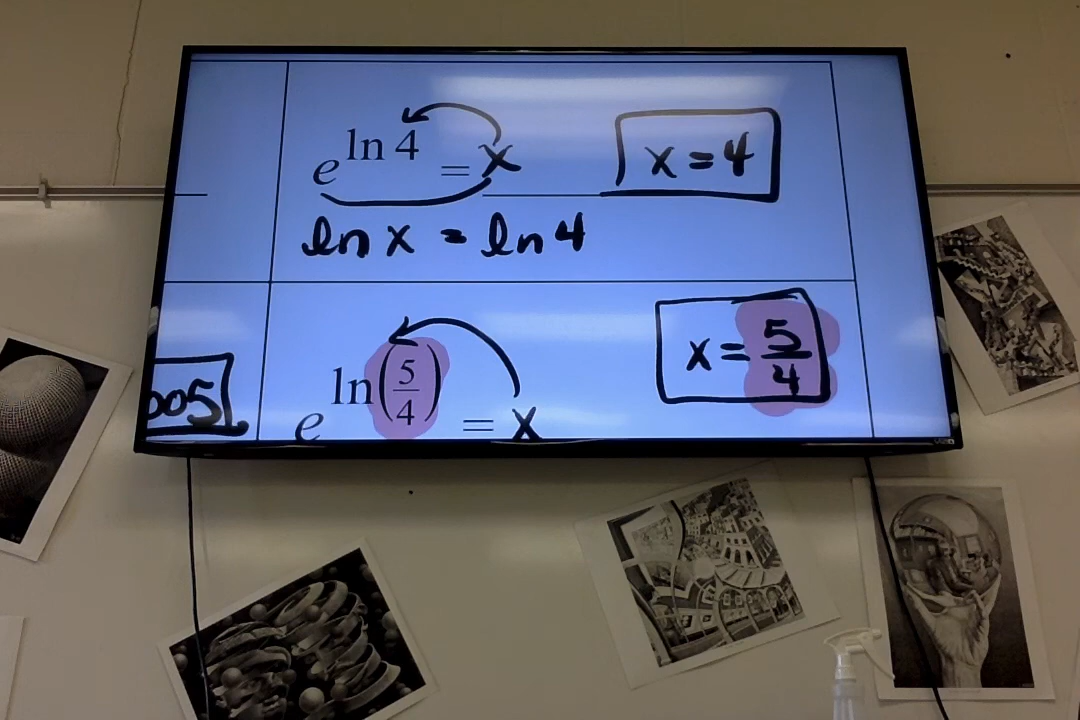 e^{ln 4} = x
x = 4
ln x = ln 4
e^{ln(5/4)} = x
x = 5/4
005